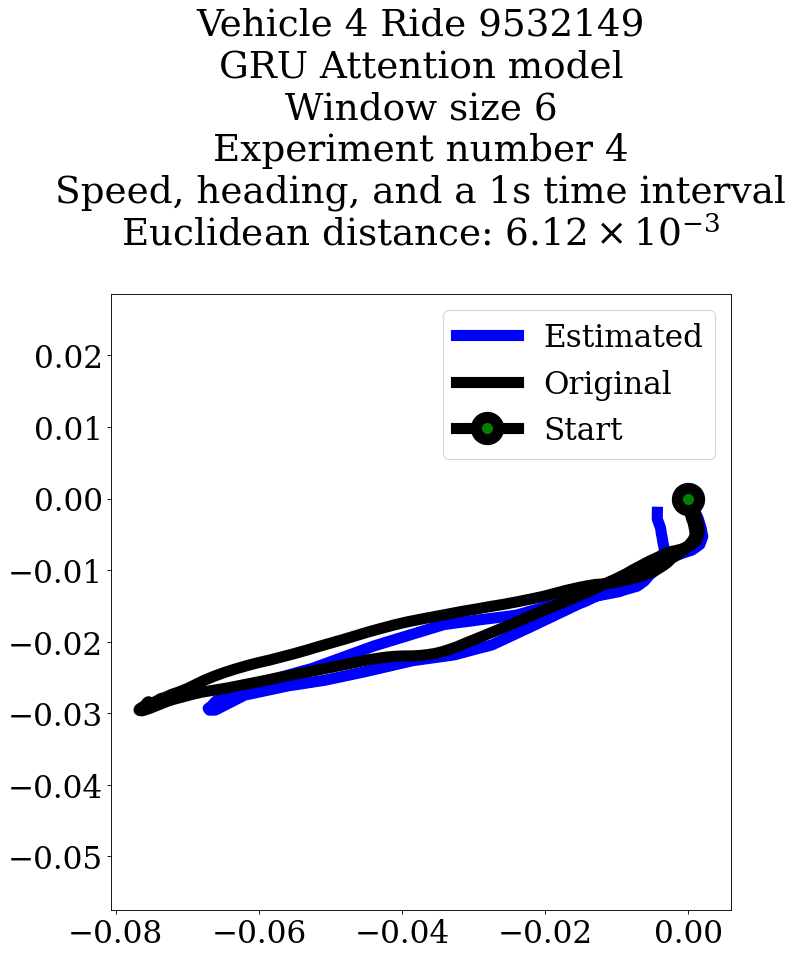 Vehicle 4 Ride 9532149
GRU Attention model
Window size 6
Experiment number 4
Speed, heading, and a 1s time interval
Euclidean distance: 6.12 × 10⁻³
Estimated
Original
Start
0.02
0.01
0.00
−0.01
−0.02
−0.03
−0.04
−0.05
−0.08 −0.06 −0.04 −0.02 0.00